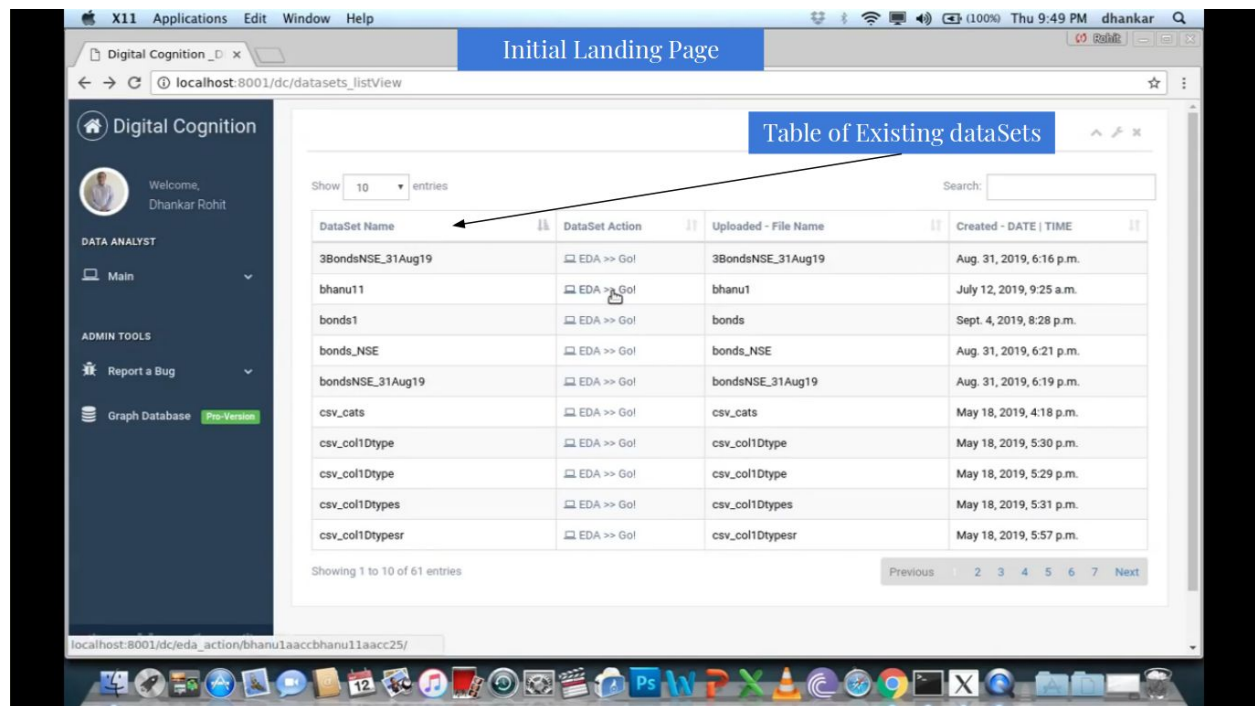 X11 Applications Edit Window Help (100%) Thu 9:49 PM dhankar
Digital Cognition _D
Initial Landing Page
Rohit
localhost:8001/dc/datasets_listView
Digital Cognition
Table of Existing dataSets
Welcome,
Dhankar Rohit
DATA ANALYST
Main
ADMIN TOOLS
Report a Bug
Graph Database Pro-Version
Show 10 entries Search:
DataSet Name DataSet Action Uploaded - File Name Created - DATE | TIME
3BondsNSE_31Aug19 EDA >> Go! 3BondsNSE_31Aug19 Aug. 31, 2019, 6:16 p.m.
bhanu11 EDA >> Go! bhanu1 July 12, 2019, 9:25 a.m.
bonds1 EDA >> Go! bonds Sept. 4, 2019, 8:28 p.m.
bonds_NSE EDA >> Go! bonds_NSE Aug. 31, 2019, 6:21 p.m.
bondsNSE_31Aug19 EDA >> Go! bondsNSE_31Aug19 Aug. 31, 2019, 6:19 p.m.
csv_cats EDA >> Go! csv_cats May 18, 2019, 4:18 p.m.
csv_col1Dtype EDA >> Go! csv_col1Dtype May 18, 2019, 5:30 p.m.
csv_col1Dtype EDA >> Go! csv_col1Dtype May 18, 2019, 5:29 p.m.
csv_col1Dtypes EDA >> Go! csv_col1Dtypes May 18, 2019, 5:31 p.m.
csv_col1Dtypesr EDA >> Go! csv_col1Dtypesr May 18, 2019, 5:57 p.m.
Showing 1 to 10 of 61 entries Previous 1 2 3 4 5 6 7 Next
localhost:8001/dc/eda_action/bhanu1aaccbhanu11aacc25/
12 Ps W P X X